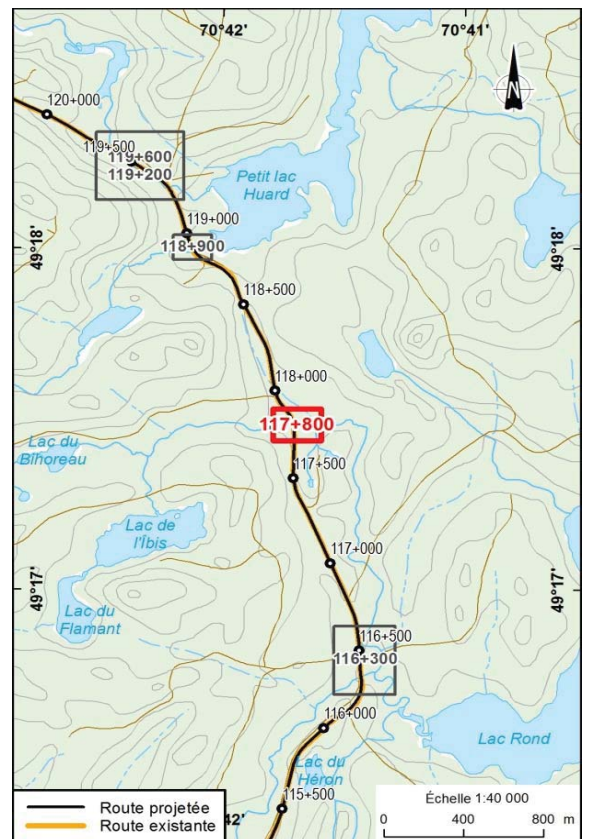 70°42'
70°41'
N
120+000
119+500
119+600
119+200
Petit lac
Huard
119+000
118+900
49°18'
49°18'
118+500
118+000
117+800
Lac du
Bihoreau
117+500
Lac de
l'Îbis
117+000
49°17'
49°17'
Lac du
Flamant
116+500
116+300
116+000
Lac Rond
Lac du
Héron
115+500
Route projetée
Route existante
42'
Échelle 1:40 000
0 400 800 m